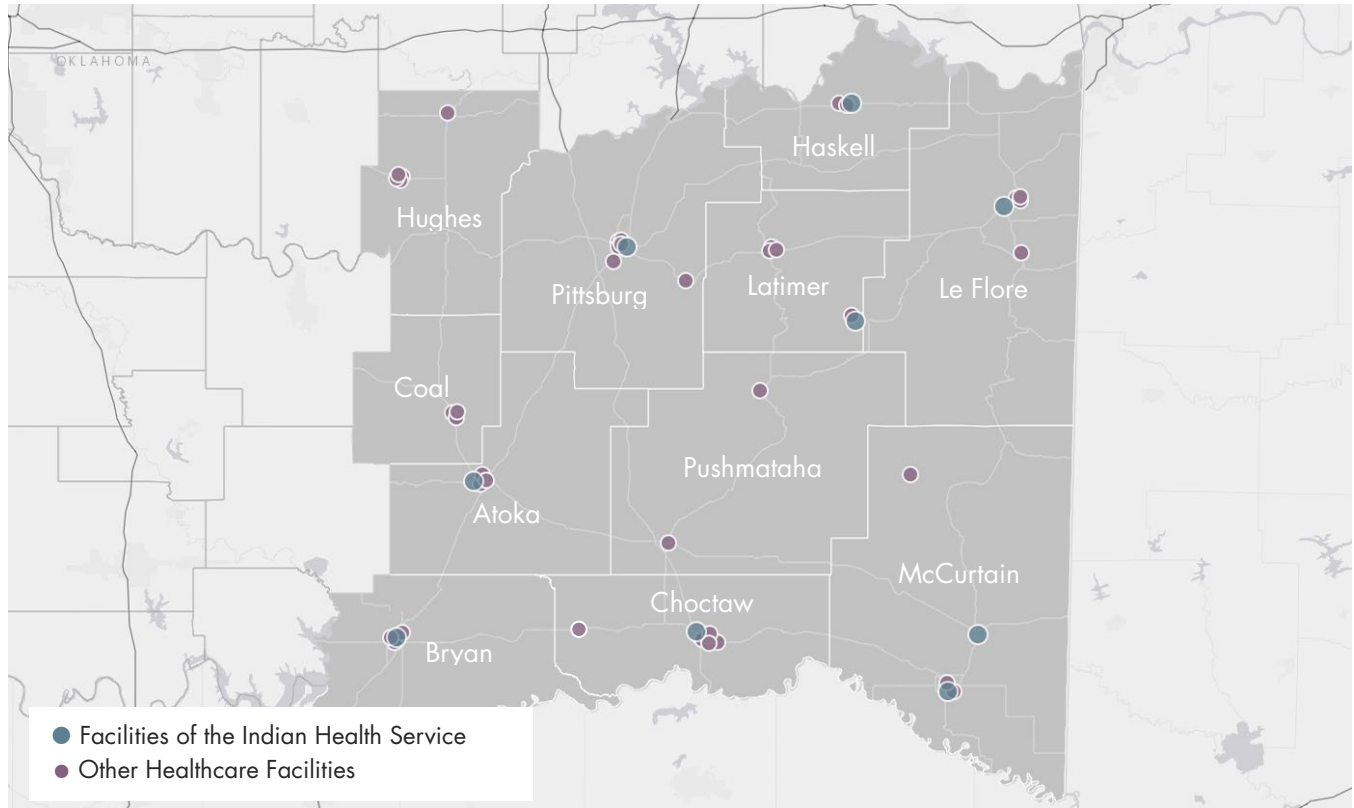 OKLAHOMA
Haskell
Hughes
Pittsburg
Latimer
Le Flore
Coal
Pushmataha
Atoka
McCurtain
Choctaw
Bryan
Facilities of the Indian Health Service
Other Healthcare Facilities